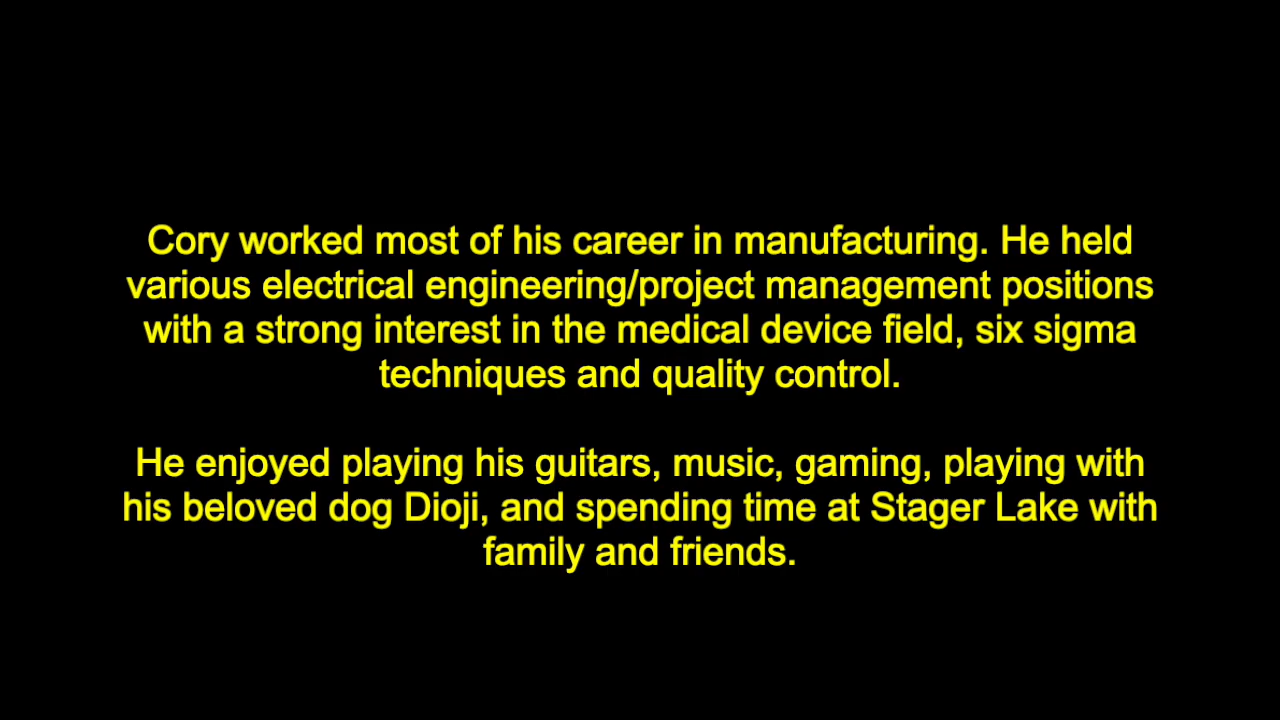 Cory worked most of his career in manufacturing. He held
various electrical engineering/project management positions
with a strong interest in the medical device field, six sigma
techniques and quality control.
He enjoyed playing his guitars, music, gaming, playing with
his beloved dog Dioji, and spending time at Stager Lake with
family and friends.